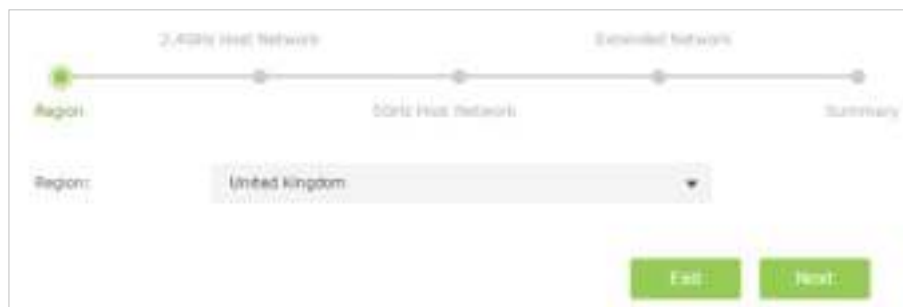 2.4GHz Host Network Extended Network
Region 5GHz Host Network Summary
Region: United Kingdom
Exit Next